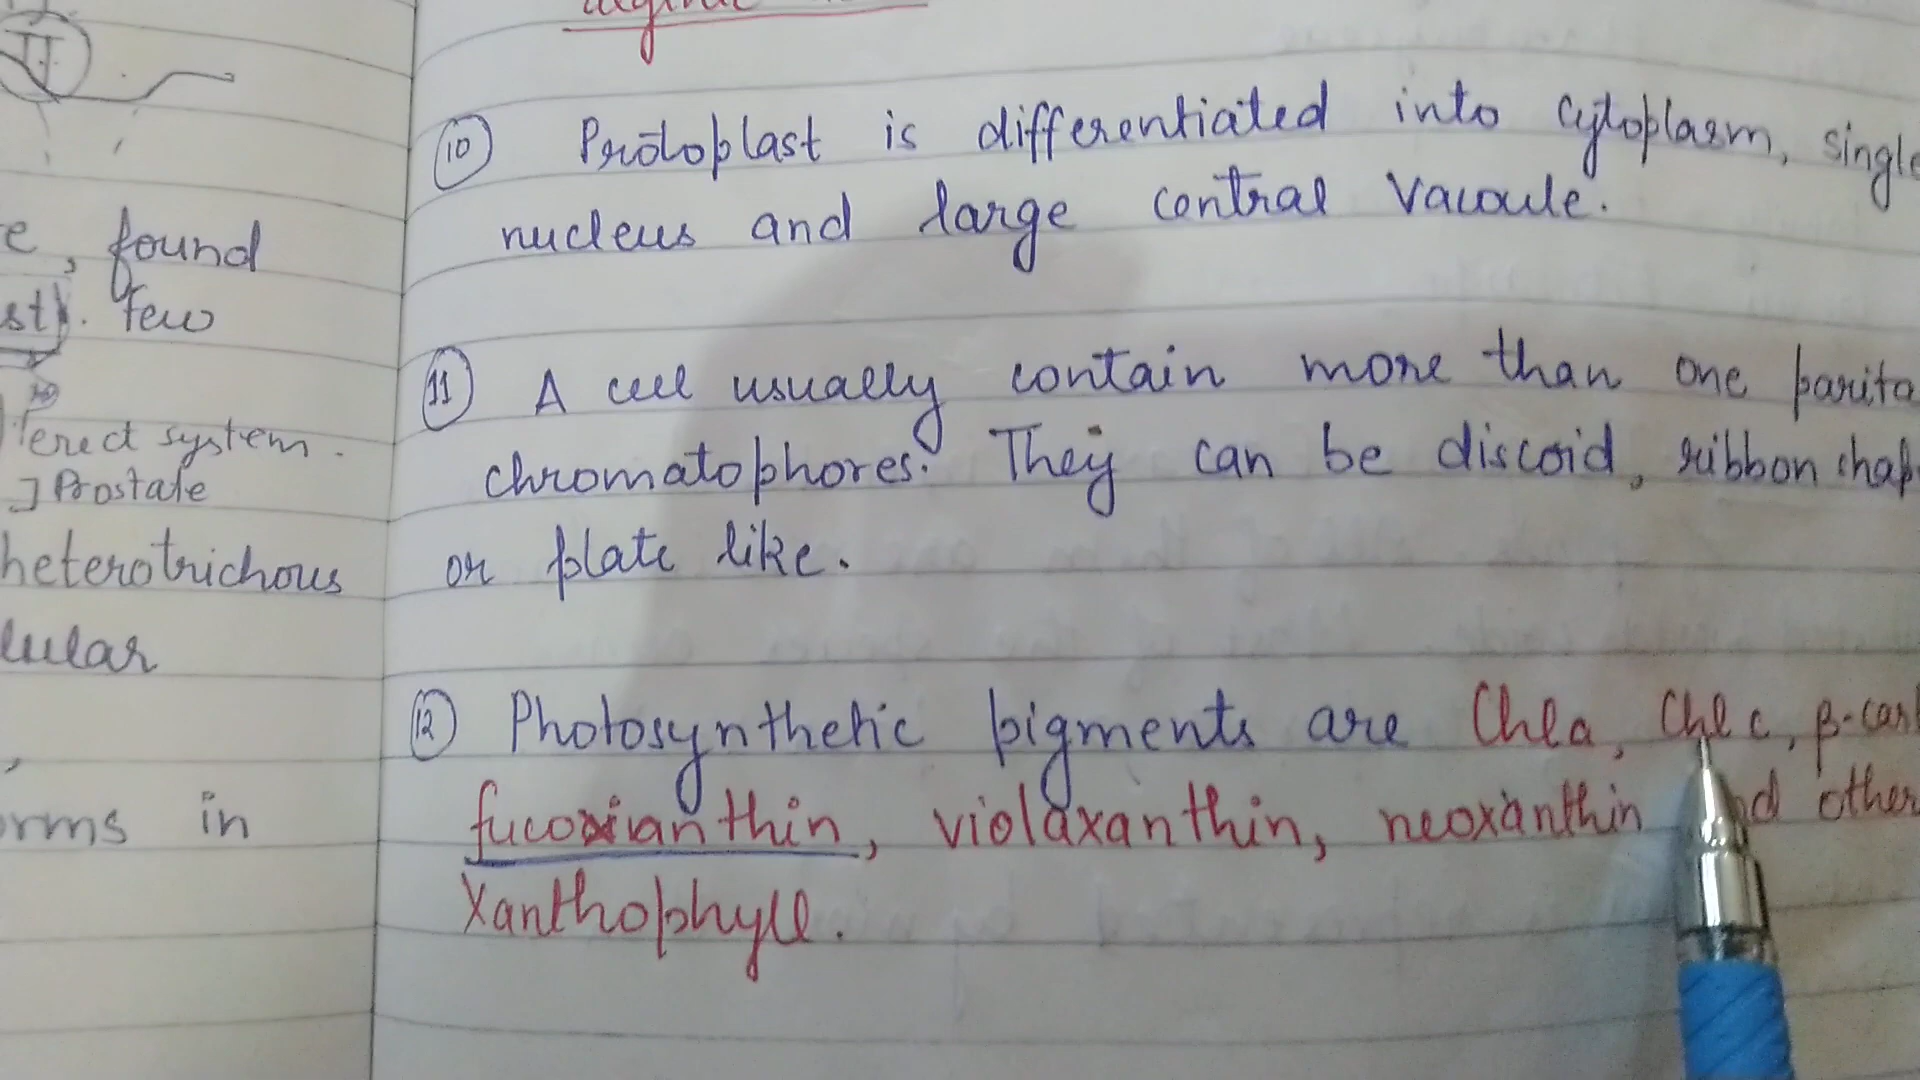 e, found
st). few
erect system.
] Prostate
heterotrichous
lular
rms in
10 Protoplast is differentiated into cytoplasm, single
nucleus and large central Vacoule.
11 A cell usually contain more than one parita
chromatophores. They can be discoid, ribbon shap
or plate like.
12 Photosynthetic pigments are Chl a, Chl c, β-car
fucoxianthin, violaxanthin, neoxanthin and other
Xanthophyll.